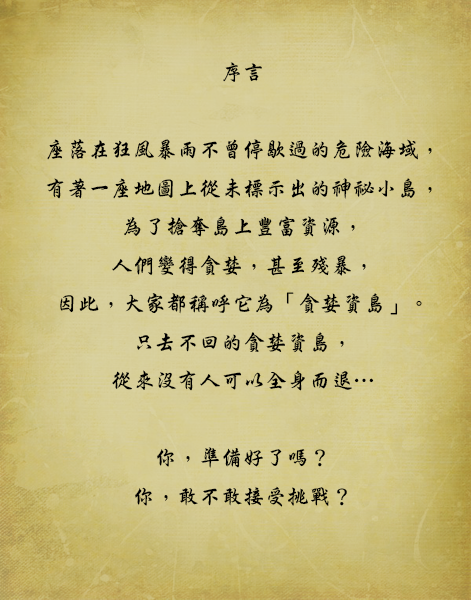 序言
座落在狂風暴雨不曾停歇過的危險海域，
有著一座地圖上從未標示出的神祕小島，
為了搶奪島上豐富資源，
人們變得貪婪，甚至殘暴，
因此，大家都稱呼它為「貪婪資島」。
只去不回的貪婪資島，
從來沒有人可以全身而退…
你，準備好了嗎？
你，敢不敢接受挑戰？